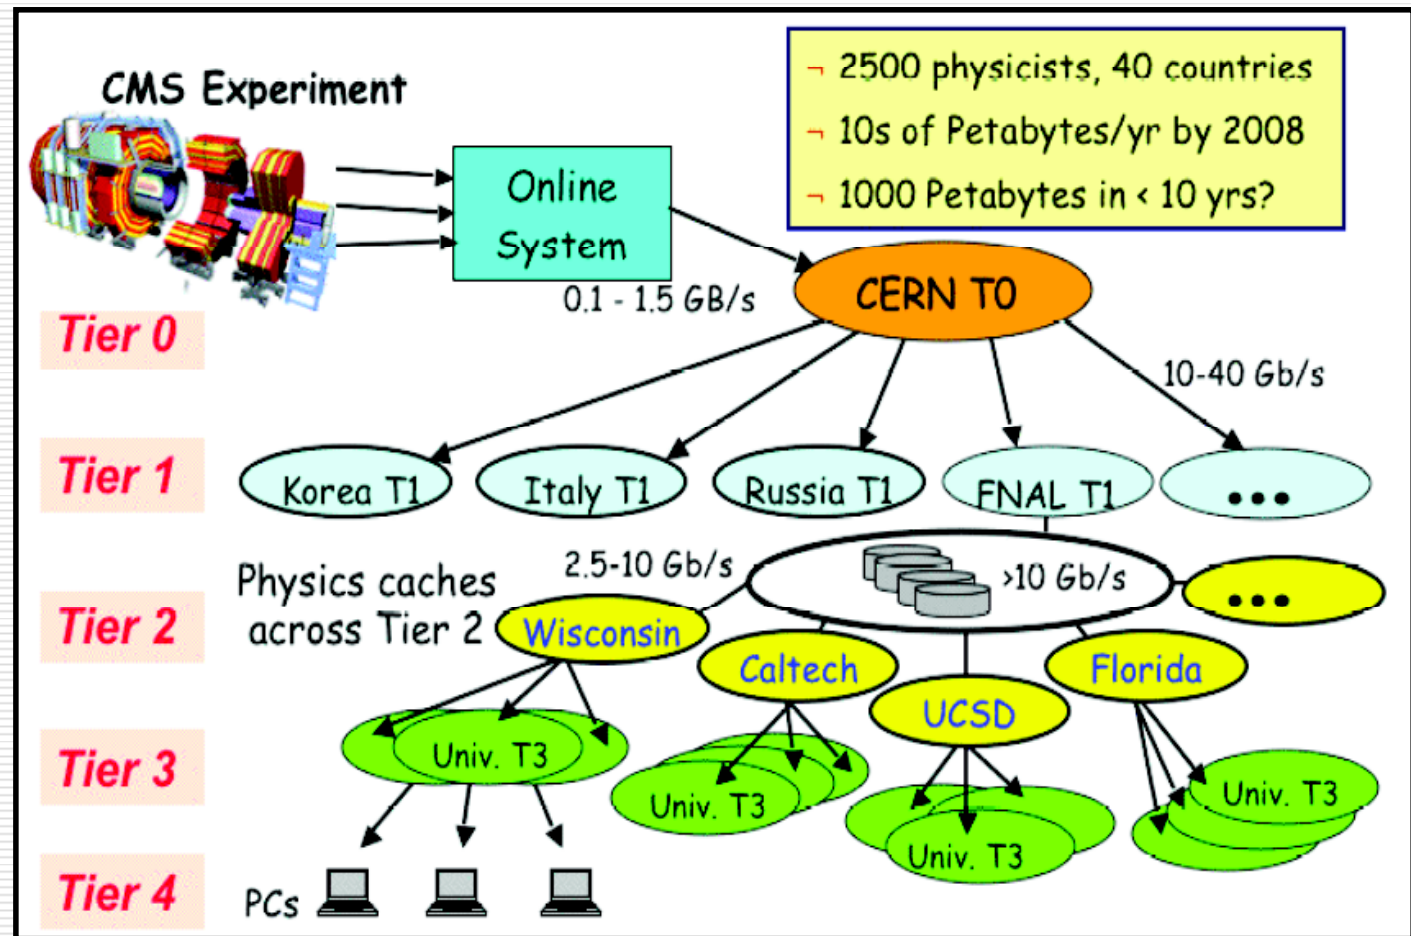 CMS Experiment
¬ 2500 physicists, 40 countries
¬ 10s of Petabytes/yr by 2008
¬ 1000 Petabytes in < 10 yrs?
Online
System
0.1 - 1.5 GB/s
CERN T0
Tier 0
10-40 Gb/s
Tier 1
Korea T1
Italy T1
Russia T1
FNAL T1
•••
Physics caches
across Tier 2
2.5-10 Gb/s
>10 Gb/s
•••
Tier 2
Wisconsin
Caltech
UCSD
Florida
Tier 3
Univ. T3
Univ. T3
Univ. T3
Univ. T3
Tier 4
PCs